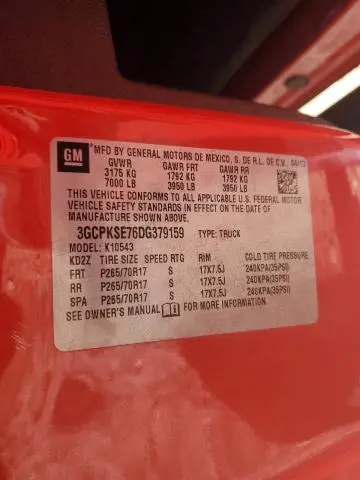 GM
MFD BY GENERAL MOTORS DE MEXICO, S. DE R.L. DE C.V. 04/13
GVWR GAWR FRT GAWR RR
3175 KG 1792 KG 1792 KG
7000 LB 3950 LB 3950 LB
THIS VEHICLE CONFORMS TO ALL APPLICABLE U.S. FEDERAL MOTOR
VEHICLE SAFETY STANDARDS IN EFFECT ON THE DATE OF
MANUFACTURE SHOWN ABOVE.
3GCPKSE76DG379159 TYPE: TRUCK
MODEL: K10543
KD2Z TIRE SIZE SPEED RTG RIM COLD TIRE PRESSURE
FRT P265/70R17 S 17X7.5J 240KPA(35PSI)
RR P265/70R17 S 17X7.5J 240KPA(35PSI)
SPA P265/70R17 S 17X7.5J 240KPA(35PSI)
SEE OWNER'S MANUAL FOR MORE INFORMATION.